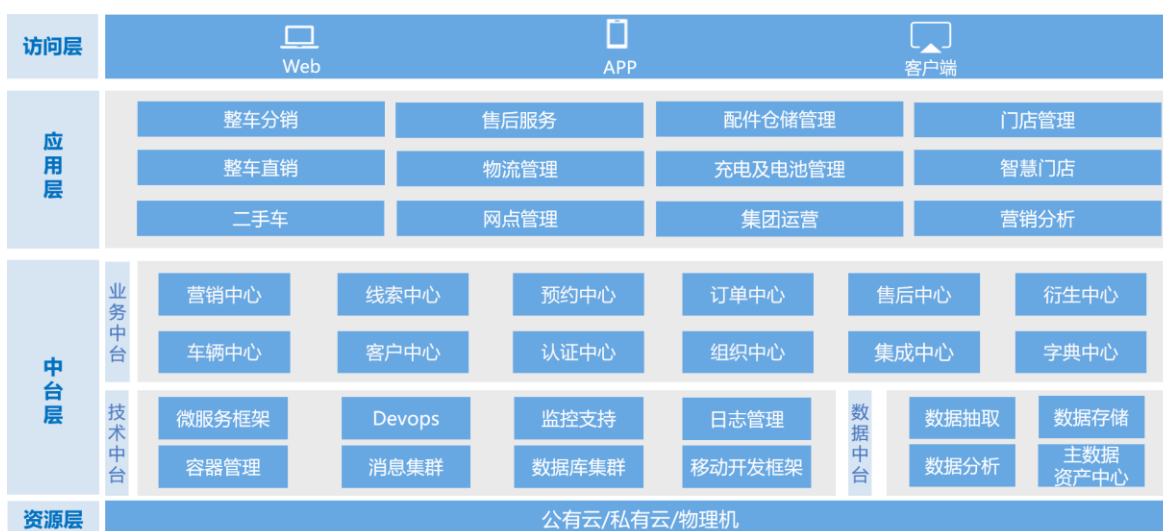 访问层
Web
APP
客户端
应用层
整车分销
售后服务
配件仓储管理
门店管理
整车直销
物流管理
充电及电池管理
智慧门店
二手车
网点管理
集团运营
营销分析
中台层
业务中台
营销中心
线索中心
预约中心
订单中心
售后中心
衍生中心
车辆中心
客户中心
认证中心
组织中心
集成中心
字典中心
技术中台
微服务框架
Devops
监控支持
日志管理
容器管理
消息集群
数据库集群
移动开发框架
数据中台
数据抽取
数据存储
数据分析
主数据
资产中心
资源层
公有云/私有云/物理机